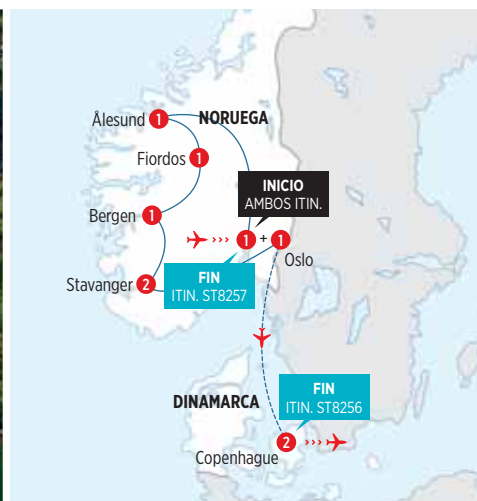 NORUEGA
Ålesund 1
Fiordos 1
INICIO
AMBOS ITIN.
Bergen 1
1 + 1
Oslo
Stavanger 2
FIN
ITIN. ST8257
FIN
ITIN. ST8256
DINAMARCA
2
Copenhague